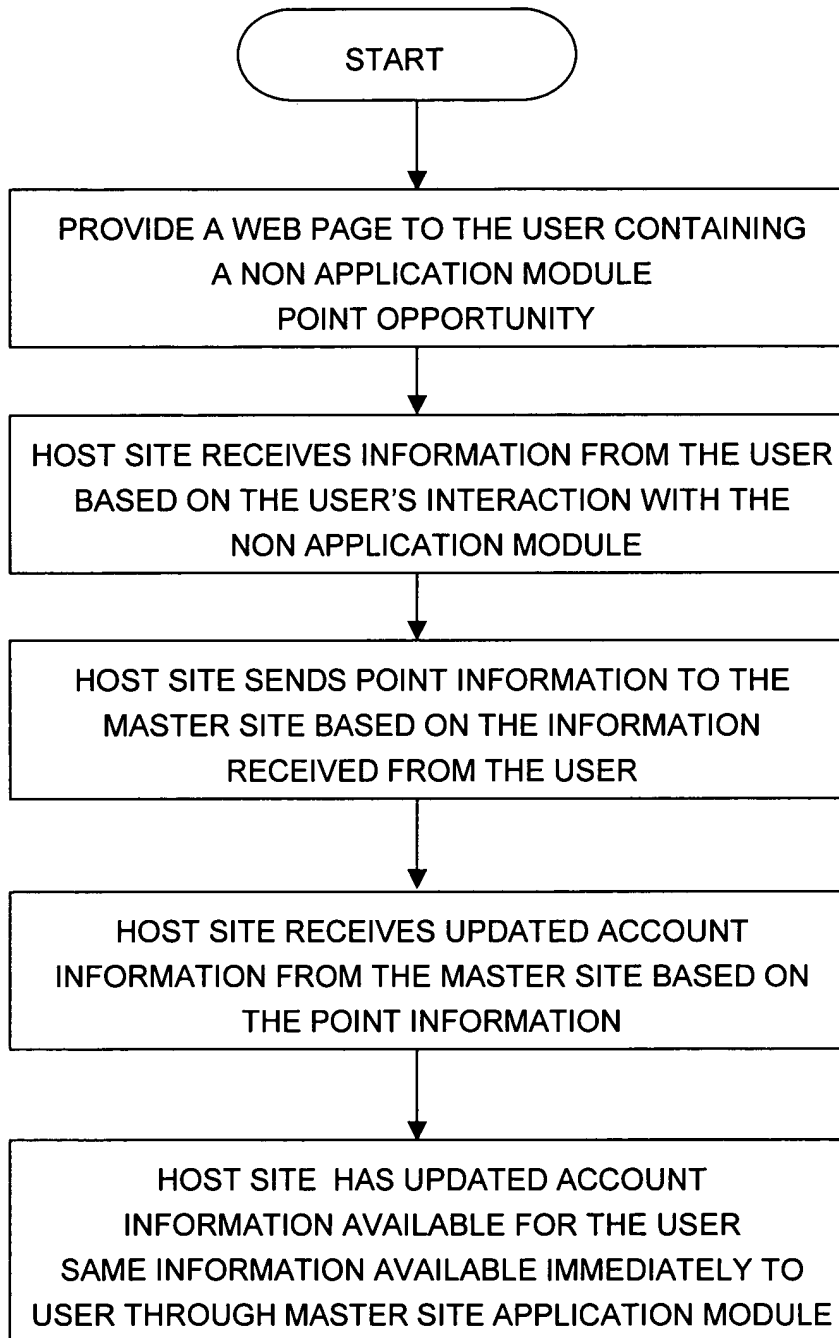 START
PROVIDE A WEB PAGE TO THE USER CONTAINING
A NON APPLICATION MODULE
POINT OPPORTUNITY
HOST SITE RECEIVES INFORMATION FROM THE USER
BASED ON THE USER'S INTERACTION WITH THE
NON APPLICATION MODULE
HOST SITE SENDS POINT INFORMATION TO THE
MASTER SITE BASED ON THE INFORMATION
RECEIVED FROM THE USER
HOST SITE RECEIVES UPDATED ACCOUNT
INFORMATION FROM THE MASTER SITE BASED ON
THE POINT INFORMATION
HOST SITE HAS UPDATED ACCOUNT
INFORMATION AVAILABLE FOR THE USER
SAME INFORMATION AVAILABLE IMMEDIATELY TO
USER THROUGH MASTER SITE APPLICATION MODULE